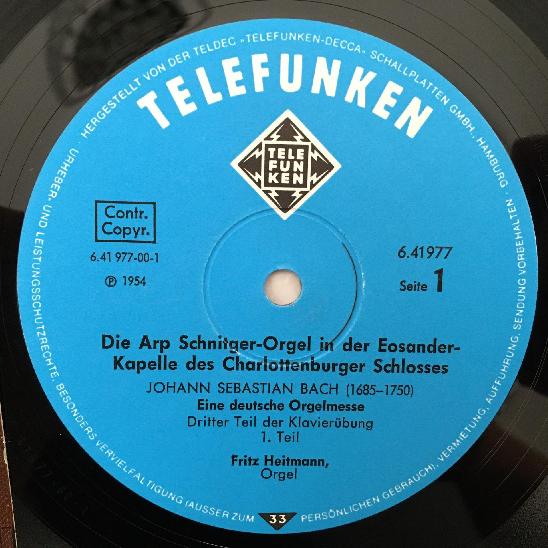 HERGESTELLT VON DER TELDEC »TELEFUNKEN-DECCA« SCHALLPLATTEN GMBH, HAMBURG ·
URHEBER- UND LEISTUNGSSCHUTZRECHTE, BESONDERS VERVIELFÄLTIGUNG (AUSSER ZUM PERSÖNLICHEN GEBRAUCH), VERMIETUNG, AUFFÜHRUNG, SENDUNG VORBEHALTEN
TELEFUNKEN
TELE
FUN
KEN
Contr.
Copyr.
6.41 977-00-1
℗ 1954
6.41977
Seite 1
Die Arp Schnitger-Orgel in der Eosander-
Kapelle des Charlottenburger Schlosses
JOHANN SEBASTIAN BACH (1685–1750)
Eine deutsche Orgelmesse
Dritter Teil der Klavierübung
1. Teil
Fritz Heitmann,
Orgel
33